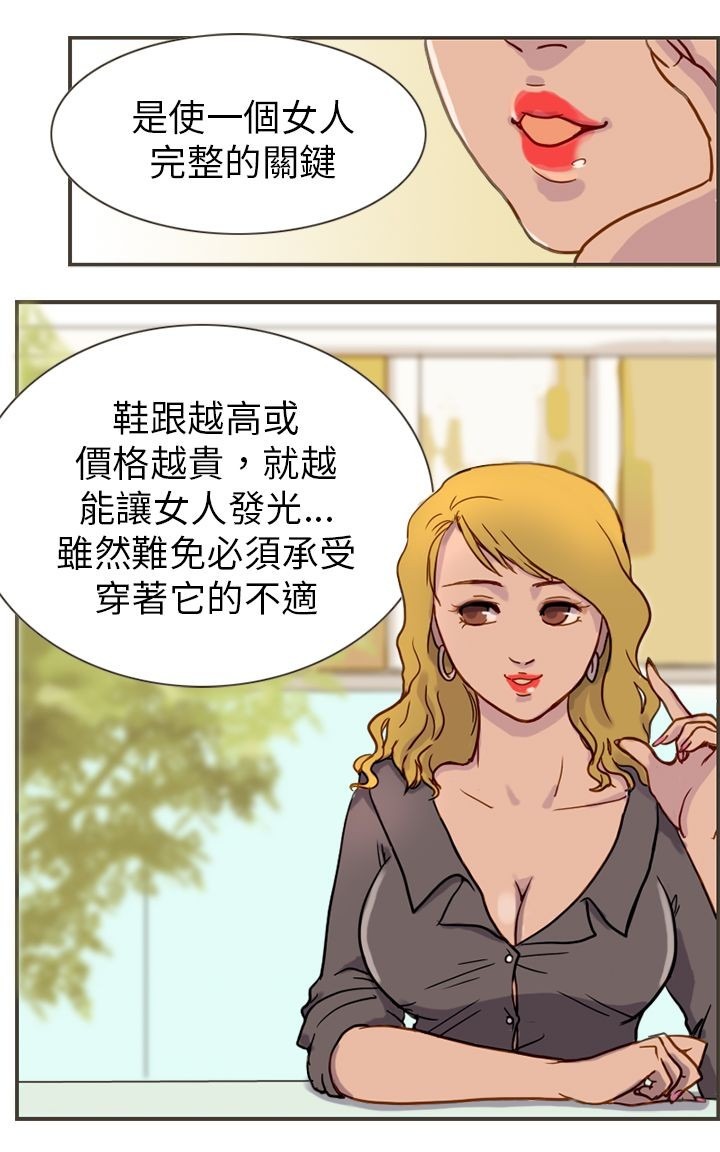 是使一個女人
完整的關鍵
鞋跟越高或
價格越貴，就越
能讓女人發光...
雖然難免必須承受
穿著它的不適